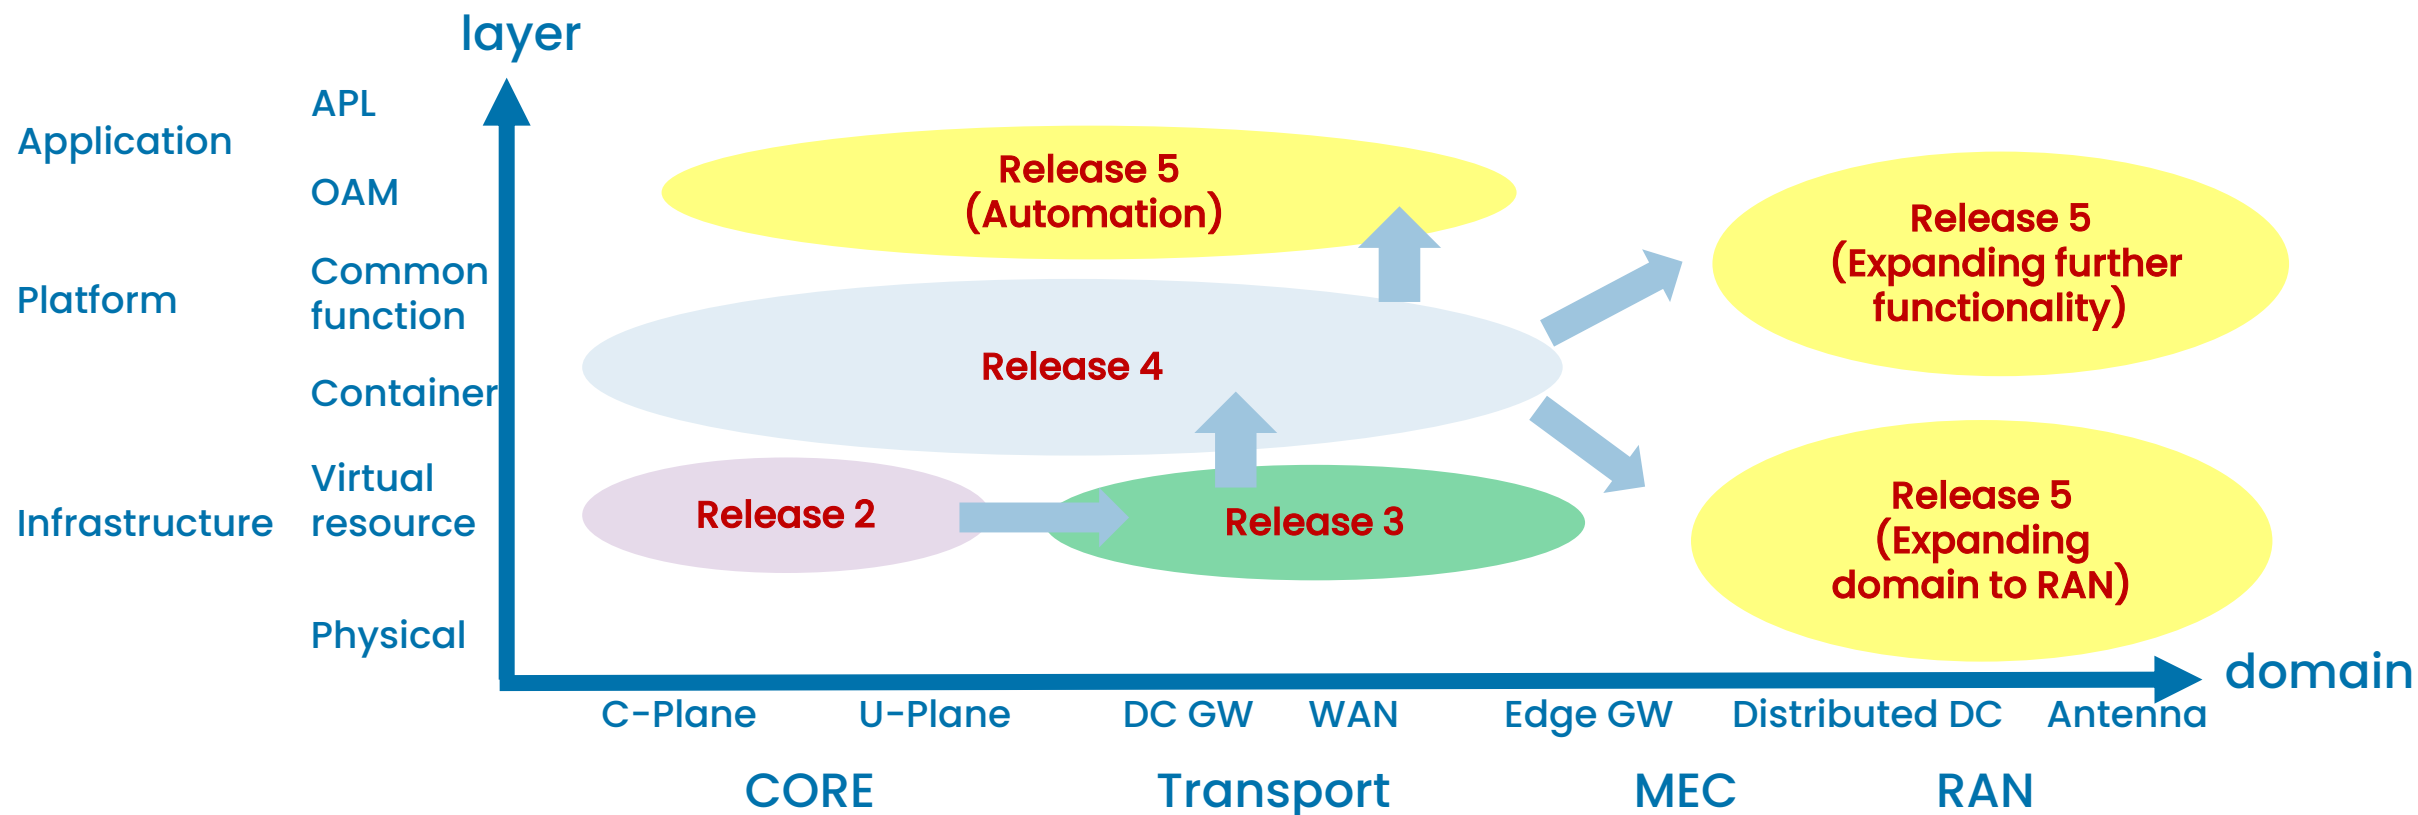 layer
APL
Application
OAM
Common
function
Platform
Container
Virtual
resource
Infrastructure
Physical
Release 5
(Automation)
Release 5
(Expanding further
functionality)
Release 4
Release 2
Release 3
Release 5
(Expanding
domain to RAN)
domain
C-Plane
U-Plane
DC GW
WAN
Edge GW
Distributed DC
Antenna
CORE
Transport
MEC
RAN